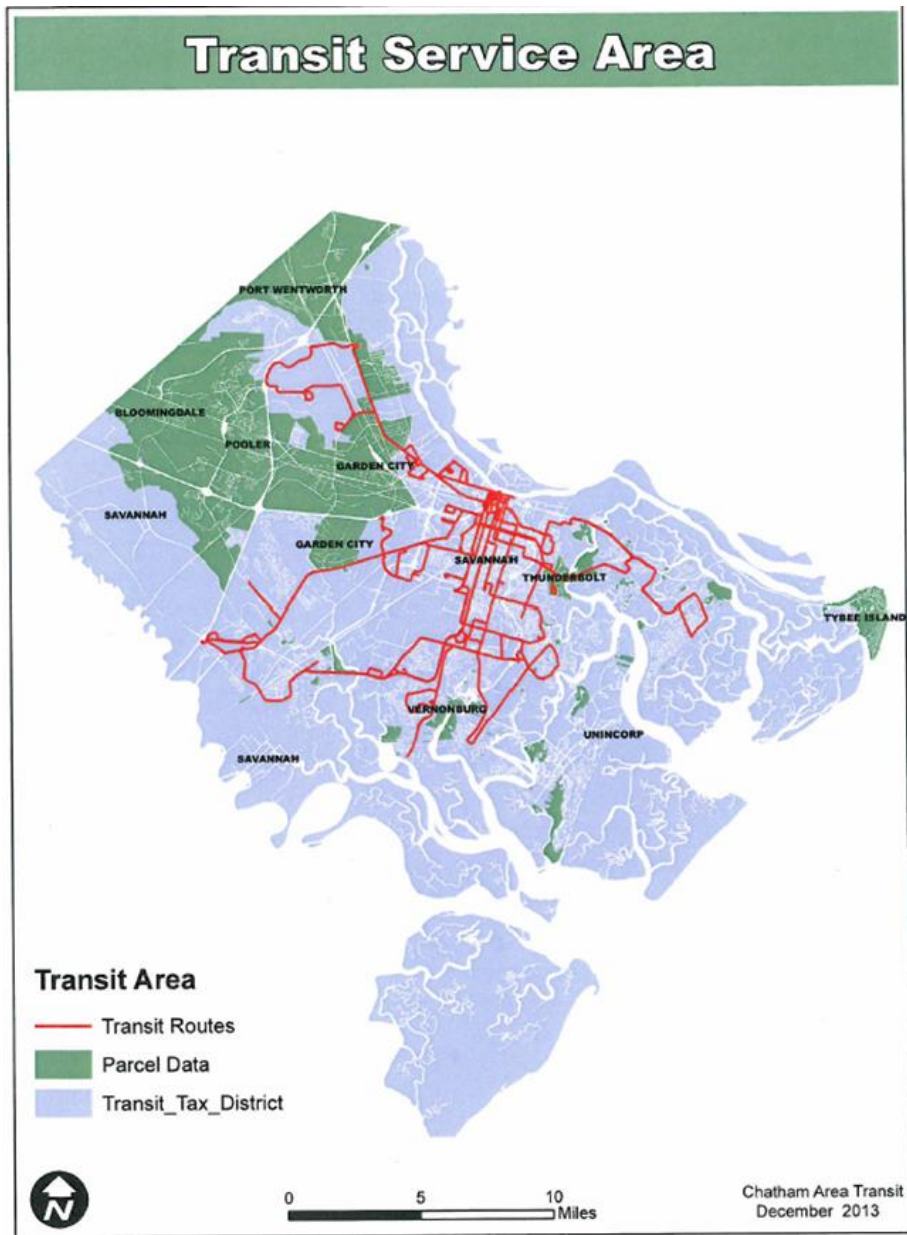 Transit Service Area
PORT WENTWORTH
BLOOMINGDALE
POOLER
GARDEN CITY
SAVANNAH
GARDEN CITY
SAVANNAH
THUNDERBOLT
TYBEE ISLAND
VERNONBURG
UNINCORP
SAVANNAH
Transit Area
Transit Routes
Parcel Data
Transit_Tax_District
N
0 5 10
Miles
Chatham Area Transit
December 2013